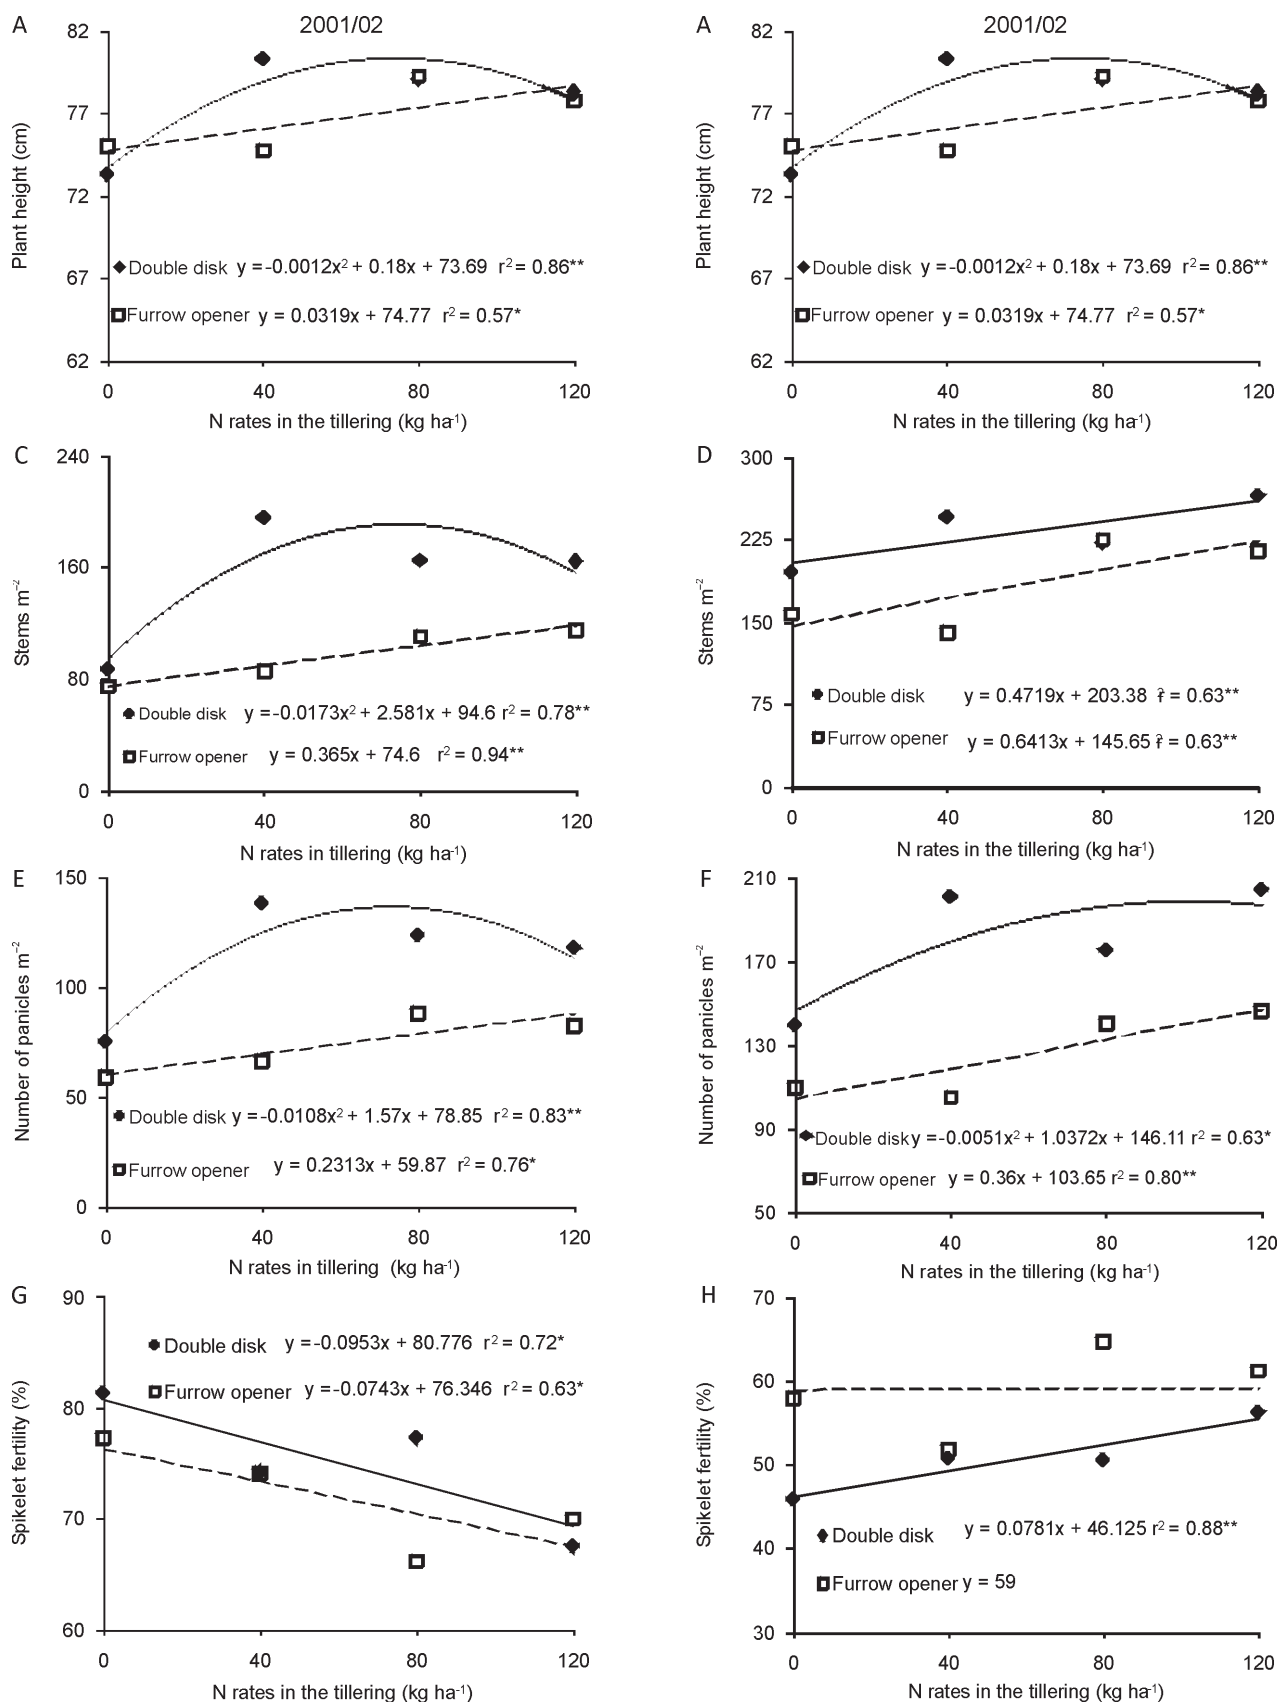 A
2001/02
82
77
72
67
62
Plant height (cm)
Double disk y =-0.0012x² + 0.18x + 73.69 r² = 0.86**
Furrow opener y = 0.0319x + 74.77 r² = 0.57*
0 40 80 120
N rates in the tillering (kg ha⁻¹)
A
2001/02
82
77
72
67
62
Plant height (cm)
Double disk y =-0.0012x² + 0.18x + 73.69 r² = 0.86**
Furrow opener y = 0.0319x + 74.77 r² = 0.57*
0 40 80 120
N rates in the tillering (kg ha⁻¹)
C
240
160
80
0
Stems m⁻²
Double disk y =-0.0173x² + 2.581x + 94.6 r² = 0.78**
Furrow opener y = 0.365x + 74.6 r² = 0.94**
0 40 80 120
N rates in tillering (kg ha⁻¹)
D
300
225
150
75
0
Stems m⁻²
Double disk y = 0.4719x + 203.38 r̂ = 0.63**
Furrow opener y = 0.6413x + 145.65 r̂ = 0.63**
0 40 80 120
N rates in the tillering (kg ha⁻¹)
E
150
100
50
0
Number of panicles m⁻²
Double disk y =-0.0108x² + 1.57x + 78.85 r² = 0.83**
Furrow opener y = 0.2313x + 59.87 r² = 0.76*
0 40 80 120
N rates in tillering (kg ha⁻¹)
F
210
170
130
90
50
Number of panicles m⁻²
Double disk y =-0.0051x² + 1.0372x + 146.11 r² = 0.63*
Furrow opener y = 0.36x + 103.65 r² = 0.80**
0 40 80 120
N rates in the tillering (kg ha⁻¹)
G
90
80
70
60
Spikelet fertility (%)
Double disk y =-0.0953x + 80.776 r² = 0.72*
Furrow opener y =-0.0743x + 76.346 r² = 0.63*
0 40 80 120
N rates in the tillering (kg ha⁻¹)
H
70
60
50
40
30
Spikelet fertility (%)
Double disk y = 0.0781x + 46.125 r² = 0.88**
Furrow opener y = 59
0 40 80 120
N rates in the tillering (kg ha⁻¹)